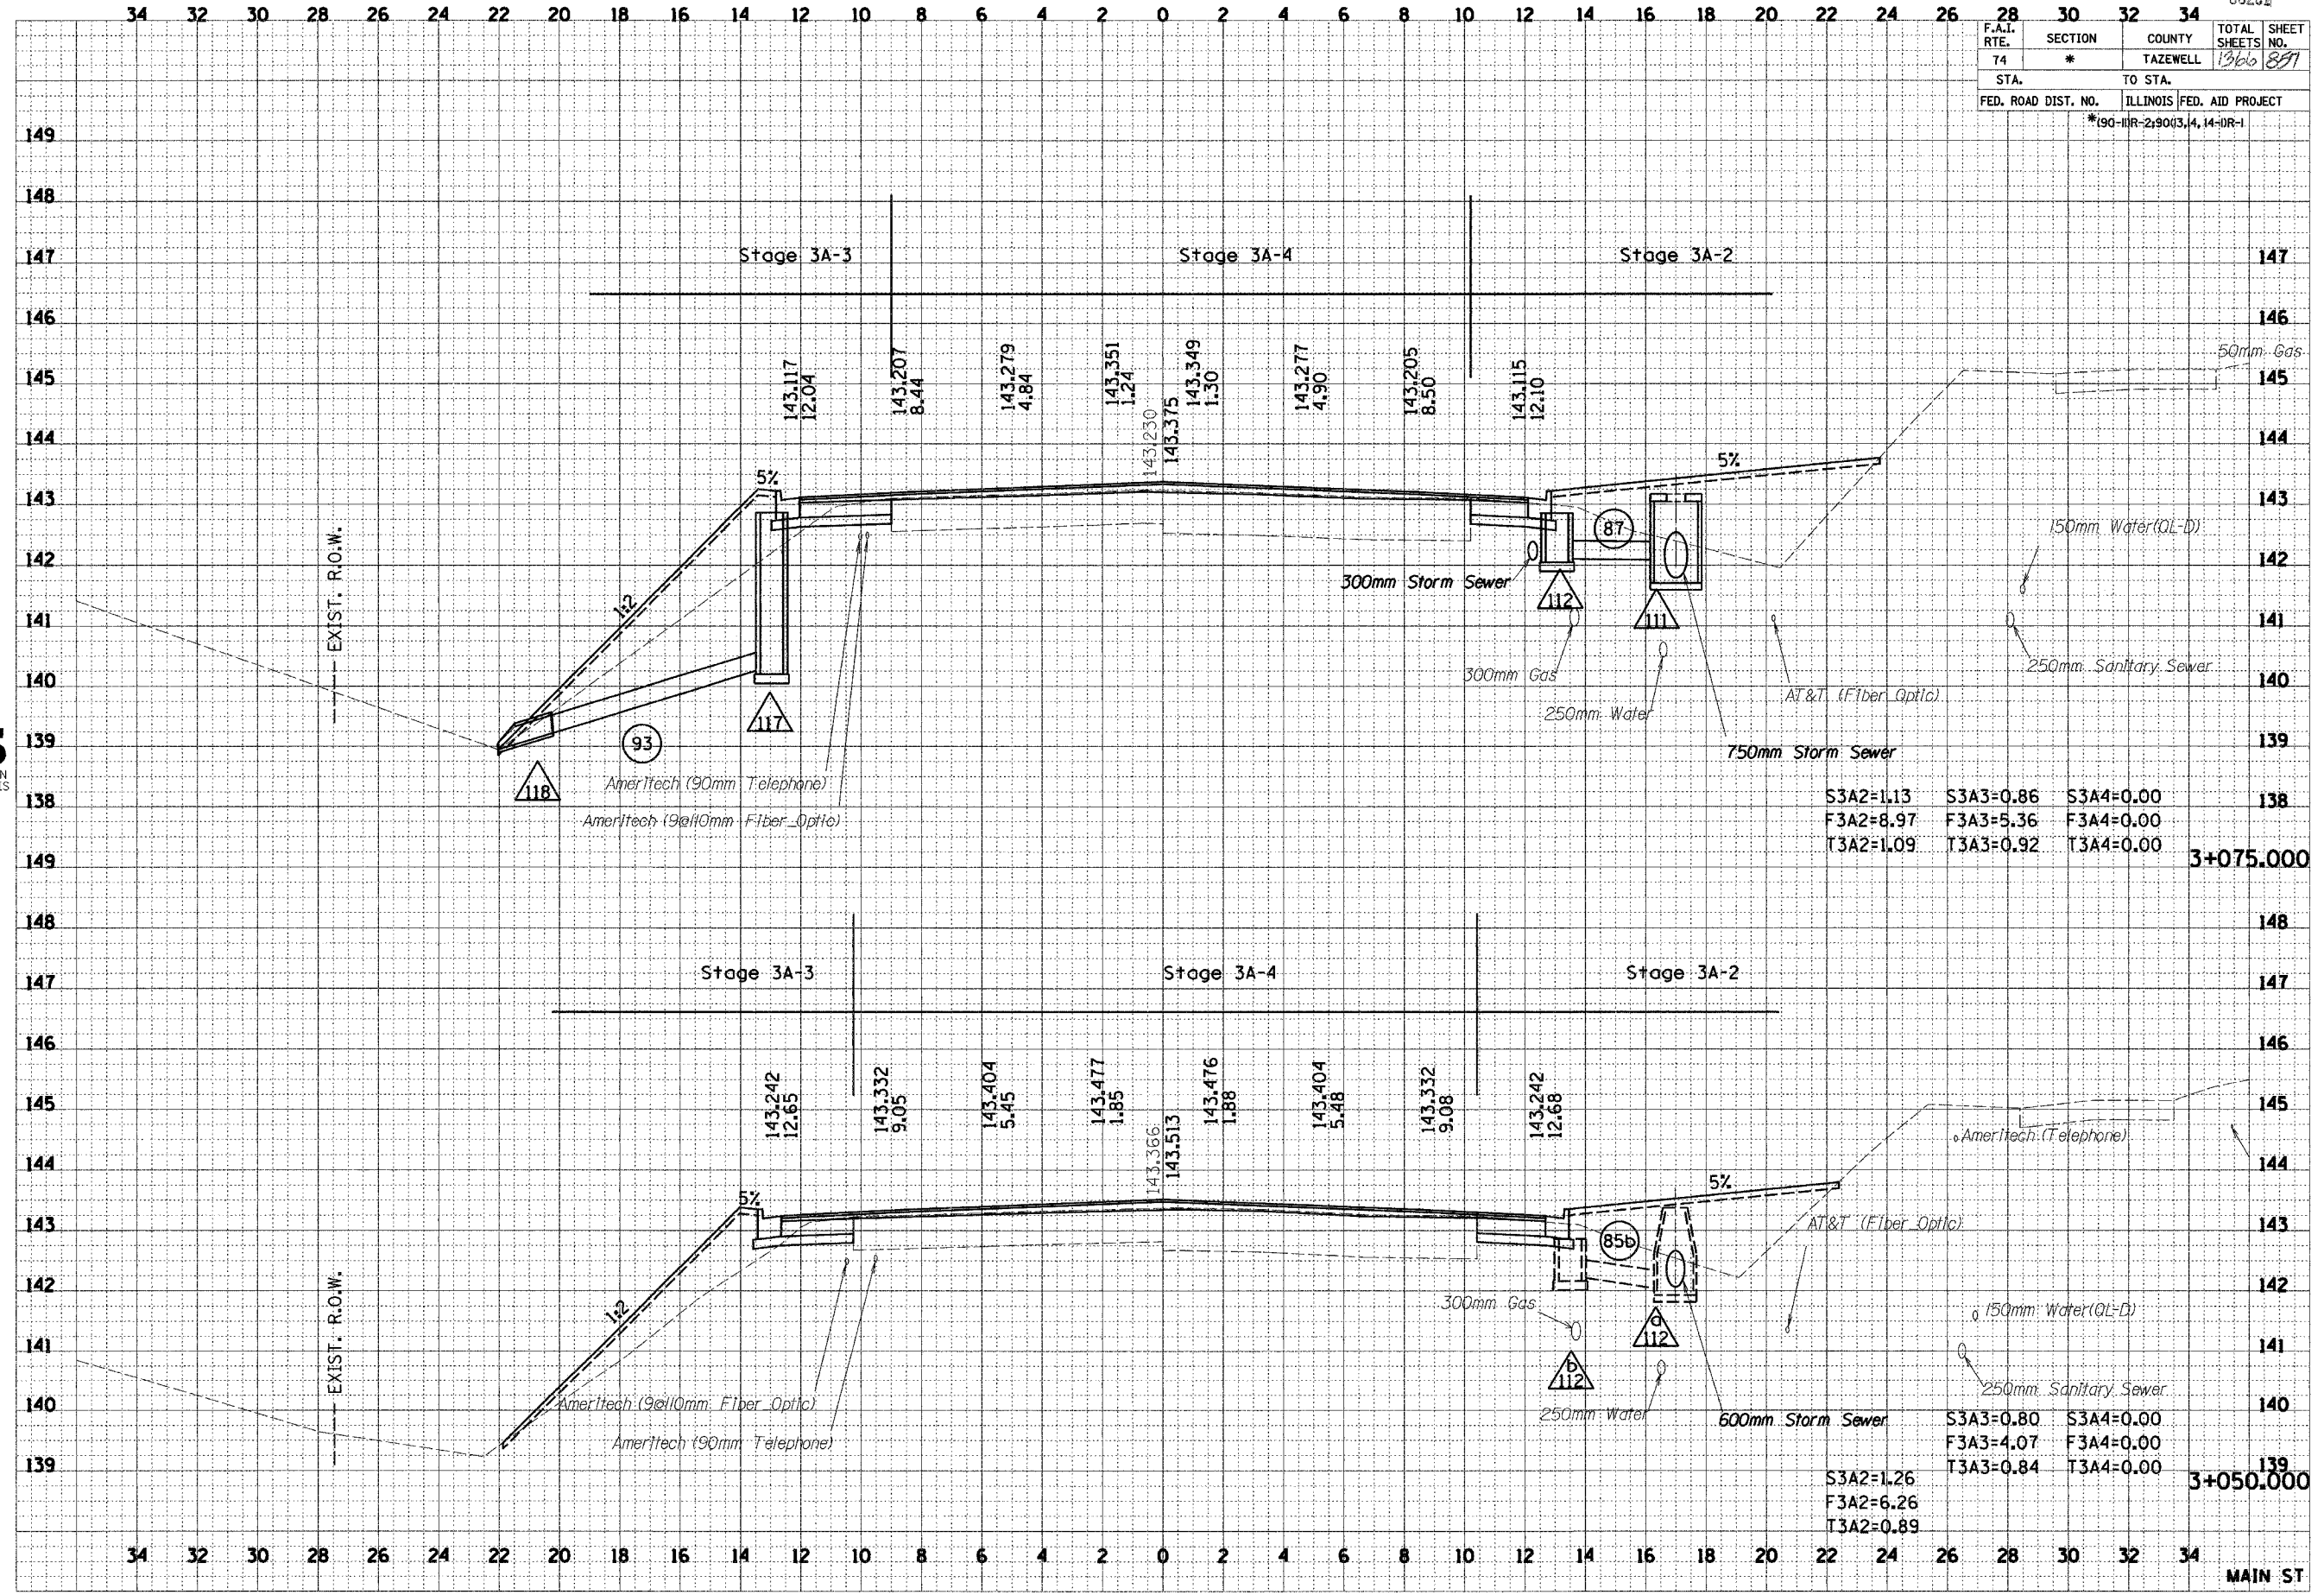 34 32 30 28 26 24 22 20 18 16 14 12 10 8 6 4 2 0 2 4 6 8 10 12 14 16 18 20 22 24 26 28 30 32 34
F.A.I. RTE. SECTION COUNTY TOTAL SHEETS SHEET NO.
74 * TAZEWELL 1366 857
STA. TO STA.
FED. ROAD DIST. NO. ILLINOIS FED. AID PROJECT
*(90-11)R-2;90(13,14, 14-1)R-1
149
148
147 Stage 3A-3 Stage 3A-4 Stage 3A-2 147
146 146
50mm Gas
145 145
143.117
12.04
143.207
8.44
143.279
4.84
143.351
1.24
143.230
143.375
143.349
1.30
143.277
4.90
143.205
8.50
143.115
12.10
144 144
5% 5%
143 143
87
150mm Water(QL-D)
EXIST. R.O.W.
142 142
300mm Storm Sewer
1:2
112
111
141 141
300mm Gas
250mm Sanitary Sewer
140 140
AT&T (Fiber_Optic)
250mm Water
117
93
139 139
750mm Storm Sewer
118
Ameritech (90mm Telephone)
138 138
Ameritech (9@110mm Fiber_Optic)
S3A2=1.13 S3A3=0.86 S3A4=0.00
F3A2=8.97 F3A3=5.36 F3A4=0.00
T3A2=1.09 T3A3=0.92 T3A4=0.00
3+075.000
149
148 148
147 Stage 3A-3 Stage 3A-4 Stage 3A-2 147
146 146
145 145
143.242
12.65
143.332
9.05
143.404
5.45
143.477
1.85
143.366
143.513
143.476
1.88
143.404
5.48
143.332
9.08
143.242
12.68
Ameritech (Telephone)
144 144
5% 5%
143 143
85b
AT&T (Fiber_Optic)
142 142
EXIST. R.O.W.
1:2
300mm Gas
150mm Water(QL-D)
a
112
141 141
b
112
250mm Sanitary Sewer
140 140
Ameritech (9@110mm Fiber_Optic)
250mm Water
600mm Storm Sewer
Ameritech (90mm Telephone)
S3A3=0.80 S3A4=0.00
F3A3=4.07 F3A4=0.00
T3A3=0.84 T3A4=0.00
139 139
S3A2=1.26
F3A2=6.26
T3A2=0.89
3+050.000
34 32 30 28 26 24 22 20 18 16 14 12 10 8 6 4 2 0 2 4 6 8 10 12 14 16 18 20 22 24 26 28 30 32 34
MAIN ST